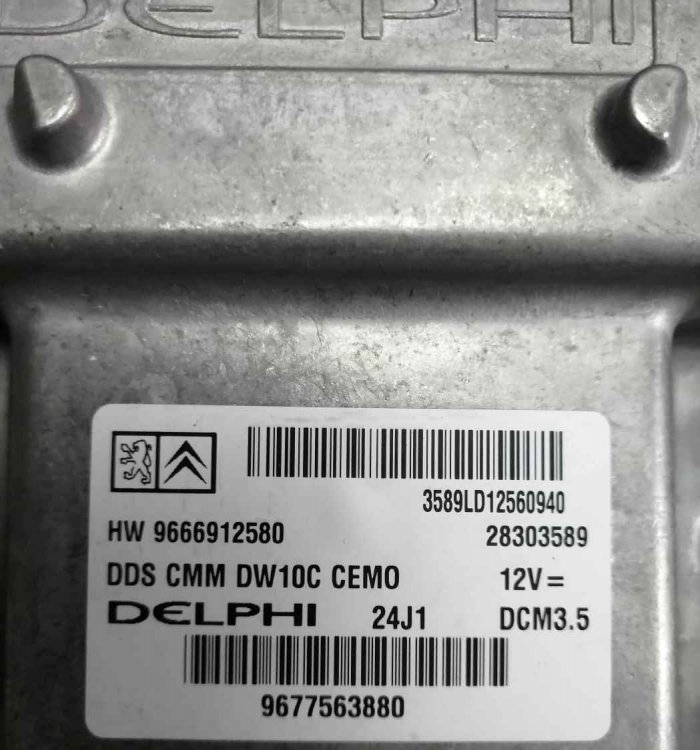 DELPHI
3589LD12560940
HW 9666912580 28303589
DDS CMM DW10C CEMO 12V=
DELPHI 24J1 DCM3.5
9677563880